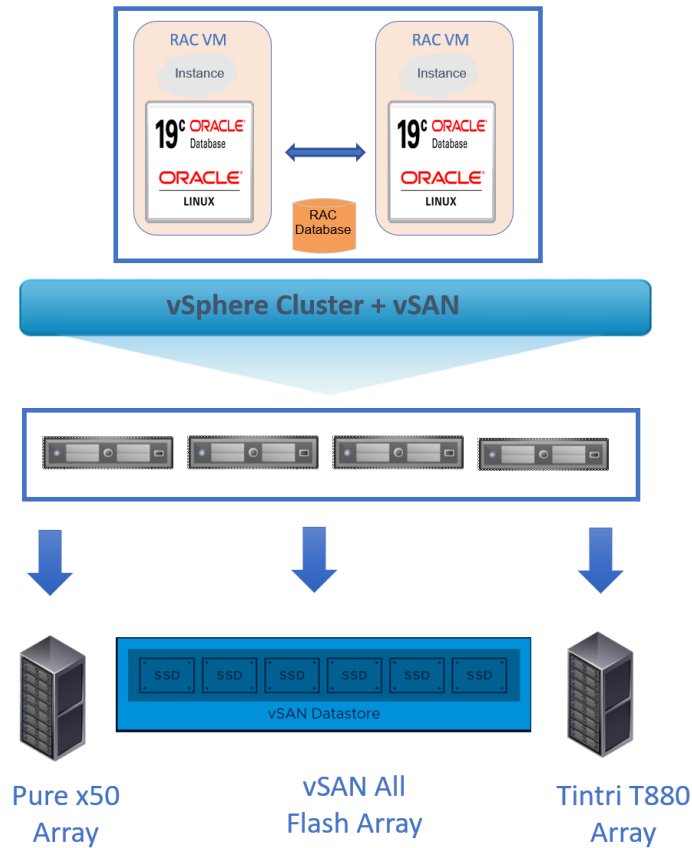 RAC VM
Instance
19c ORACLE
Database
ORACLE
LINUX
RAC VM
Instance
19c ORACLE
Database
ORACLE
LINUX
RAC
Database
vSphere Cluster + vSAN
SSD SSD SSD SSD SSD SSD
vSAN Datastore
Pure x50
Array
vSAN All
Flash Array
Tintri T880
Array